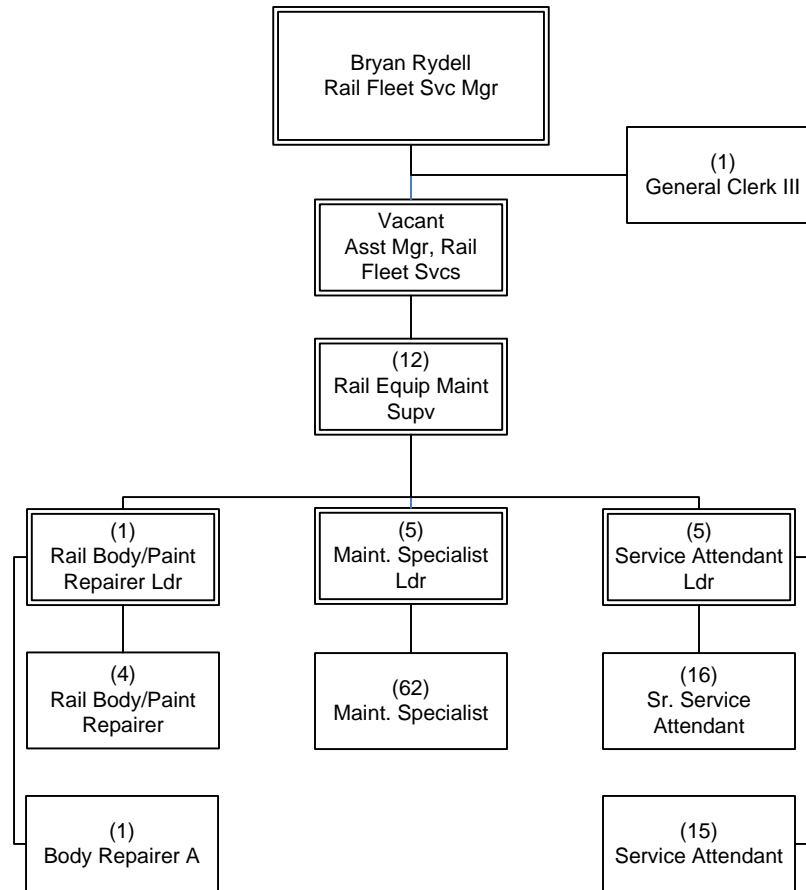 Bryan Rydell
Rail Fleet Svc Mgr
(1)
General Clerk III
Vacant
Asst Mgr, Rail
Fleet Svcs
(12)
Rail Equip Maint
Supv
(1)
Rail Body/Paint
Repairer Ldr
(5)
Maint. Specialist
Ldr
(5)
Service Attendant
Ldr
(4)
Rail Body/Paint
Repairer
(62)
Maint. Specialist
(16)
Sr. Service
Attendant
(1)
Body Repairer A
(15)
Service Attendant